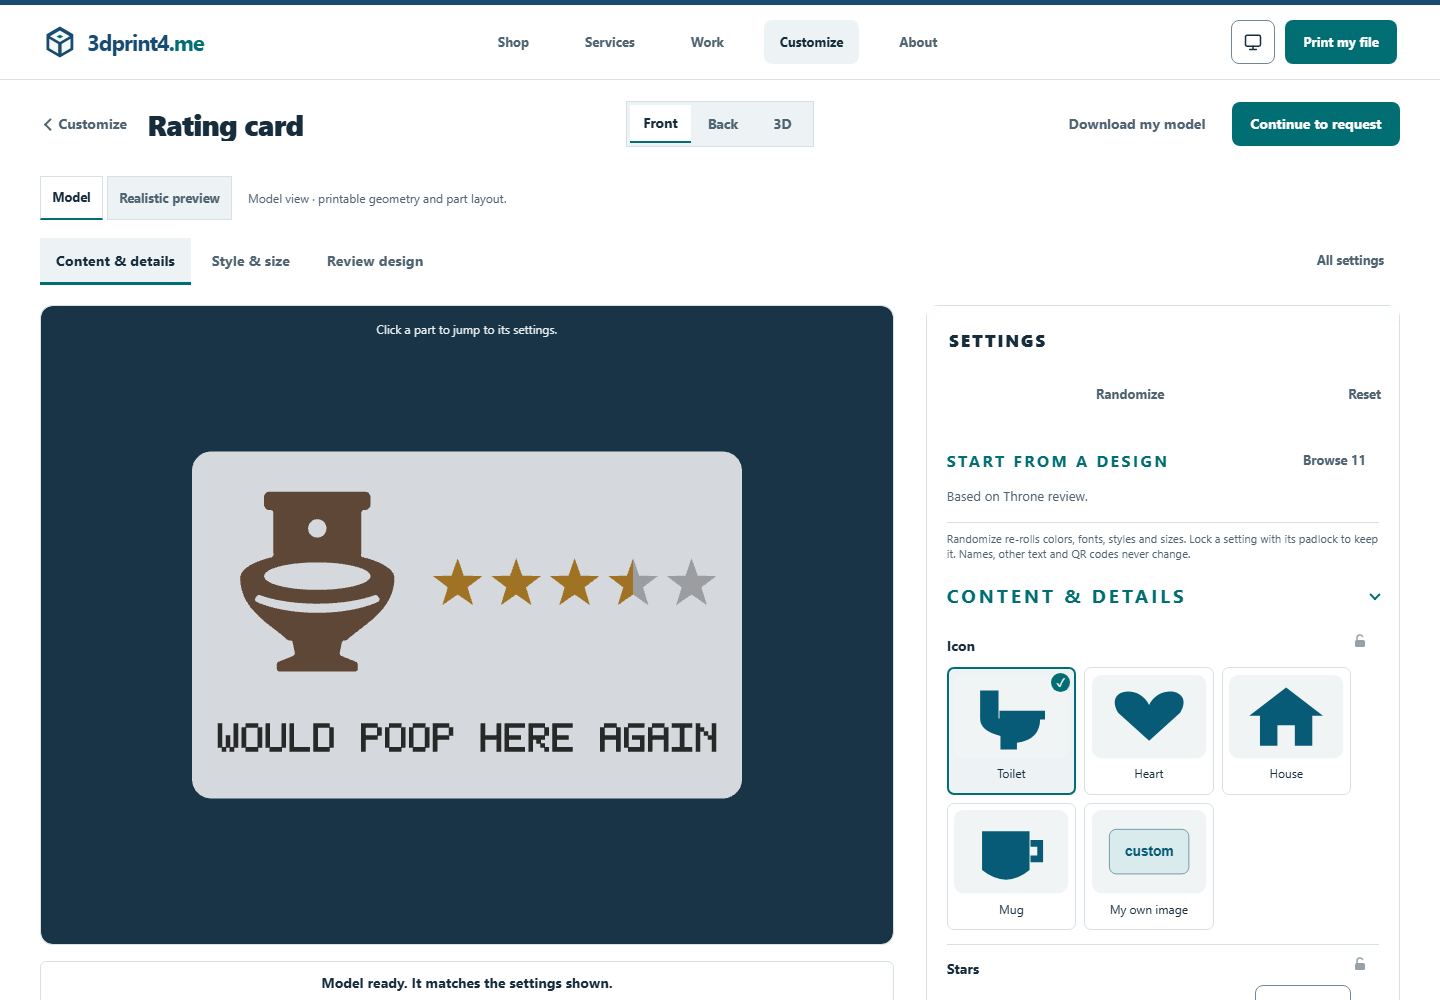 3dprint4.me
Shop
Services
Work
Customize
About
Print my file
Customize
Rating card
Front
Back
3D
Download my model
Continue to request
Model
Realistic preview
Model view · printable geometry and part layout.
Content & details
Style & size
Review design
All settings
Click a part to jump to its settings.
WOULD POOP HERE AGAIN
Model ready. It matches the settings shown.
SETTINGS
Randomize
Reset
START FROM A DESIGN
Browse 11
Based on Throne review.
Randomize re-rolls colors, fonts, styles and sizes. Lock a setting with its padlock to keep
it. Names, other text and QR codes never change.
CONTENT & DETAILS
Icon
Toilet
Heart
House
custom
Mug
My own image
Stars